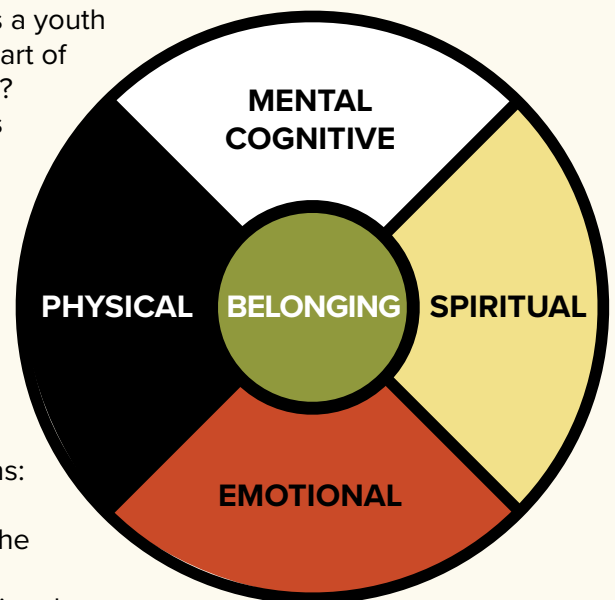 a youth
art of
?
MENTAL
COGNITIVE
PHYSICAL
BELONGING
SPIRITUAL
EMOTIONAL
ns:
he